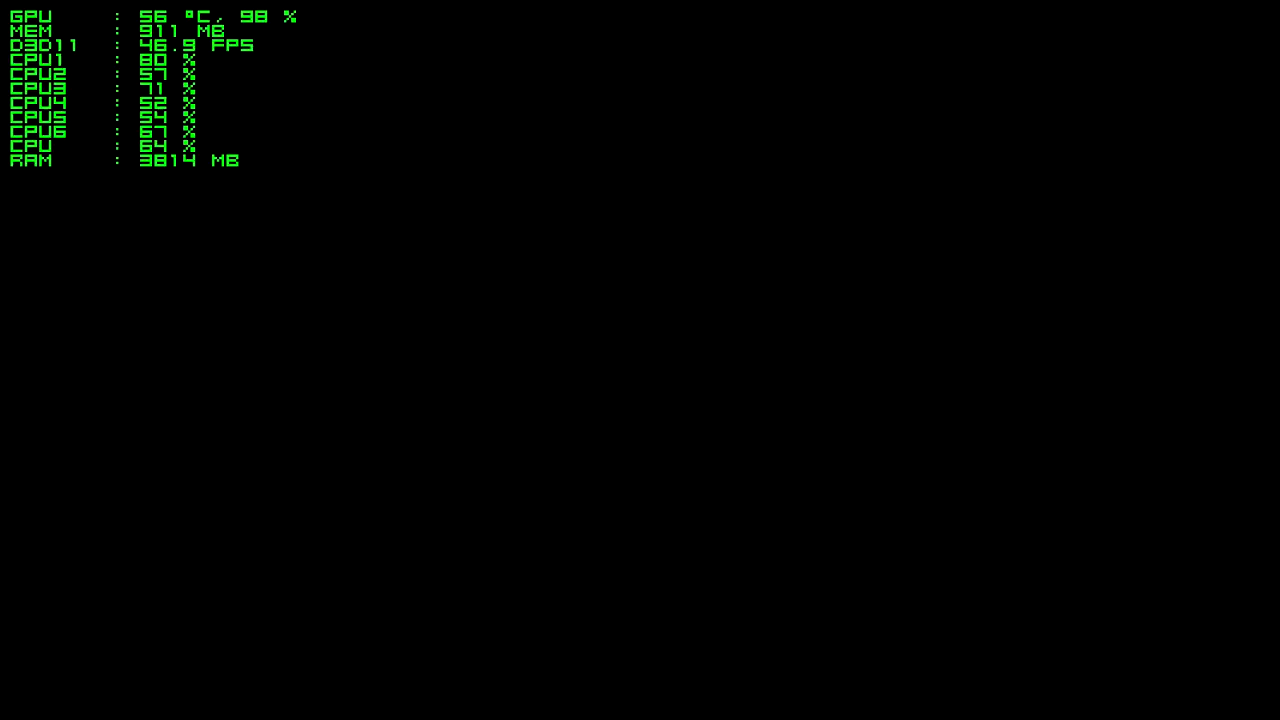 GPU : 56 °C, 98 %
MEM : 911 MB
D3D11 : 46.9 FPS
CPU1 : 80 %
CPU2 : 57 %
CPU3 : 71 %
CPU4 : 52 %
CPU5 : 54 %
CPU6 : 67 %
CPU : 64 %
RAM : 3814 MB